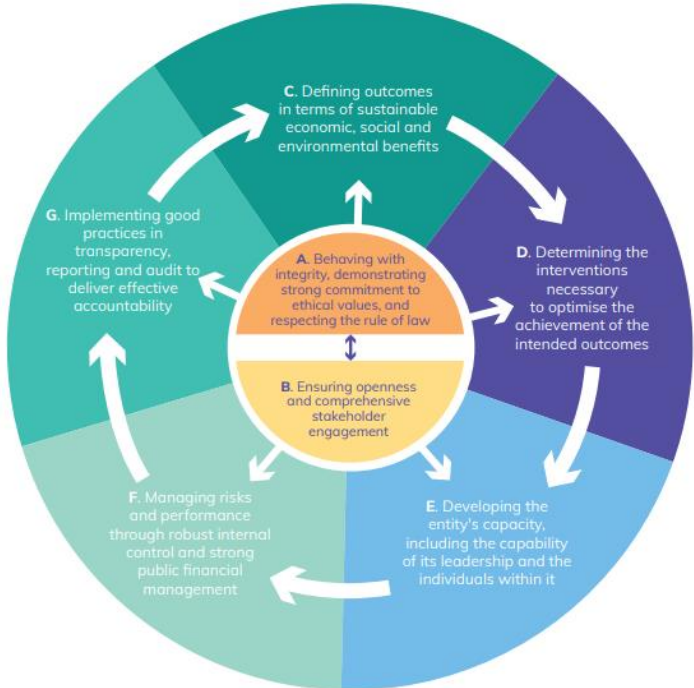 C. Defining outcomes
in terms of sustainable
economic, social and
environmental benefits
G. Implementing good
practices in
transparency,
reporting and audit to
deliver effective
accountability
A. Behaving with
integrity, demonstrating
strong commitment to
ethical values, and
respecting the rule of law
D. Determining the
interventions
necessary
to optimise the
achievement of the
intended outcomes
B. Ensuring openness
and comprehensive
stakeholder
engagement
F. Managing risks
and performance
through robust internal
control and strong
public financial
management
E. Developing the
entity's capacity,
including the capability
of its leadership and the
individuals within it